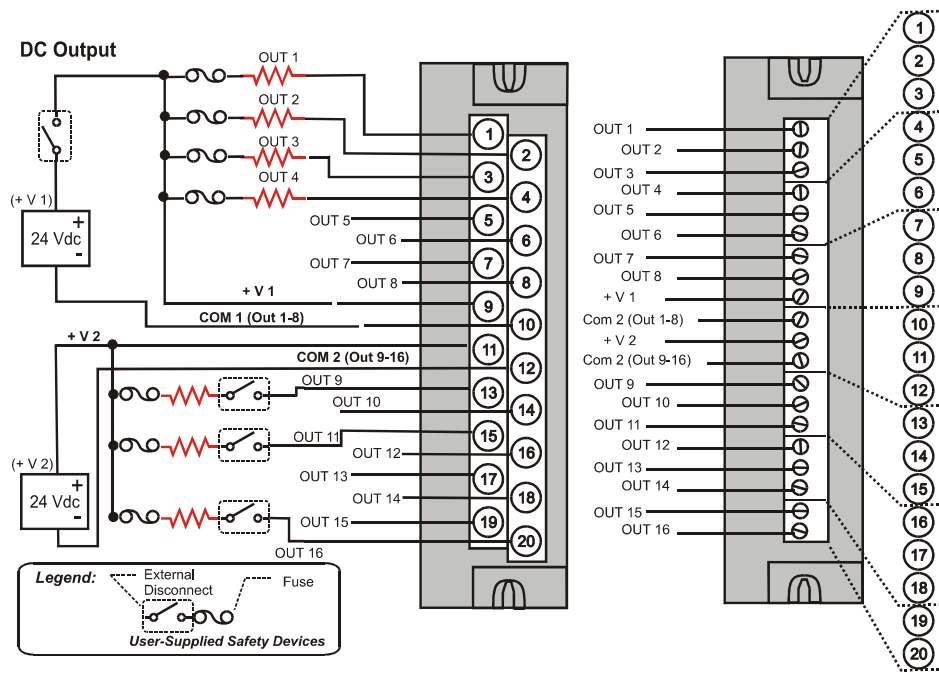 DC Output
OUT 1
OUT 2
OUT 3
OUT 4
OUT 5
OUT 6
OUT 7
OUT 8
(+ V 1)
+
24 Vdc
-
+ V 1
COM 1 (Out 1-8)
+ V 2
COM 2 (Out 9-16)
OUT 9
OUT 10
OUT 11
OUT 12
OUT 13
OUT 14
OUT 15
OUT 16
(+ V 2)
+
24 Vdc
-
1
2
3
4
5
6
7
8
9
10
11
12
13
14
15
16
17
18
19
20
Legend:
External
Disconnect
Fuse
User-Supplied Safety Devices
OUT 1
OUT 2
OUT 3
OUT 4
OUT 5
OUT 6
OUT 7
OUT 8
+ V 1
Com 2 (Out 1-8)
+ V 2
Com 2 (Out 9-16)
OUT 9
OUT 10
OUT 11
OUT 12
OUT 13
OUT 14
OUT 15
OUT 16
1
2
3
4
5
6
7
8
9
10
11
12
13
14
15
16
17
18
19
20